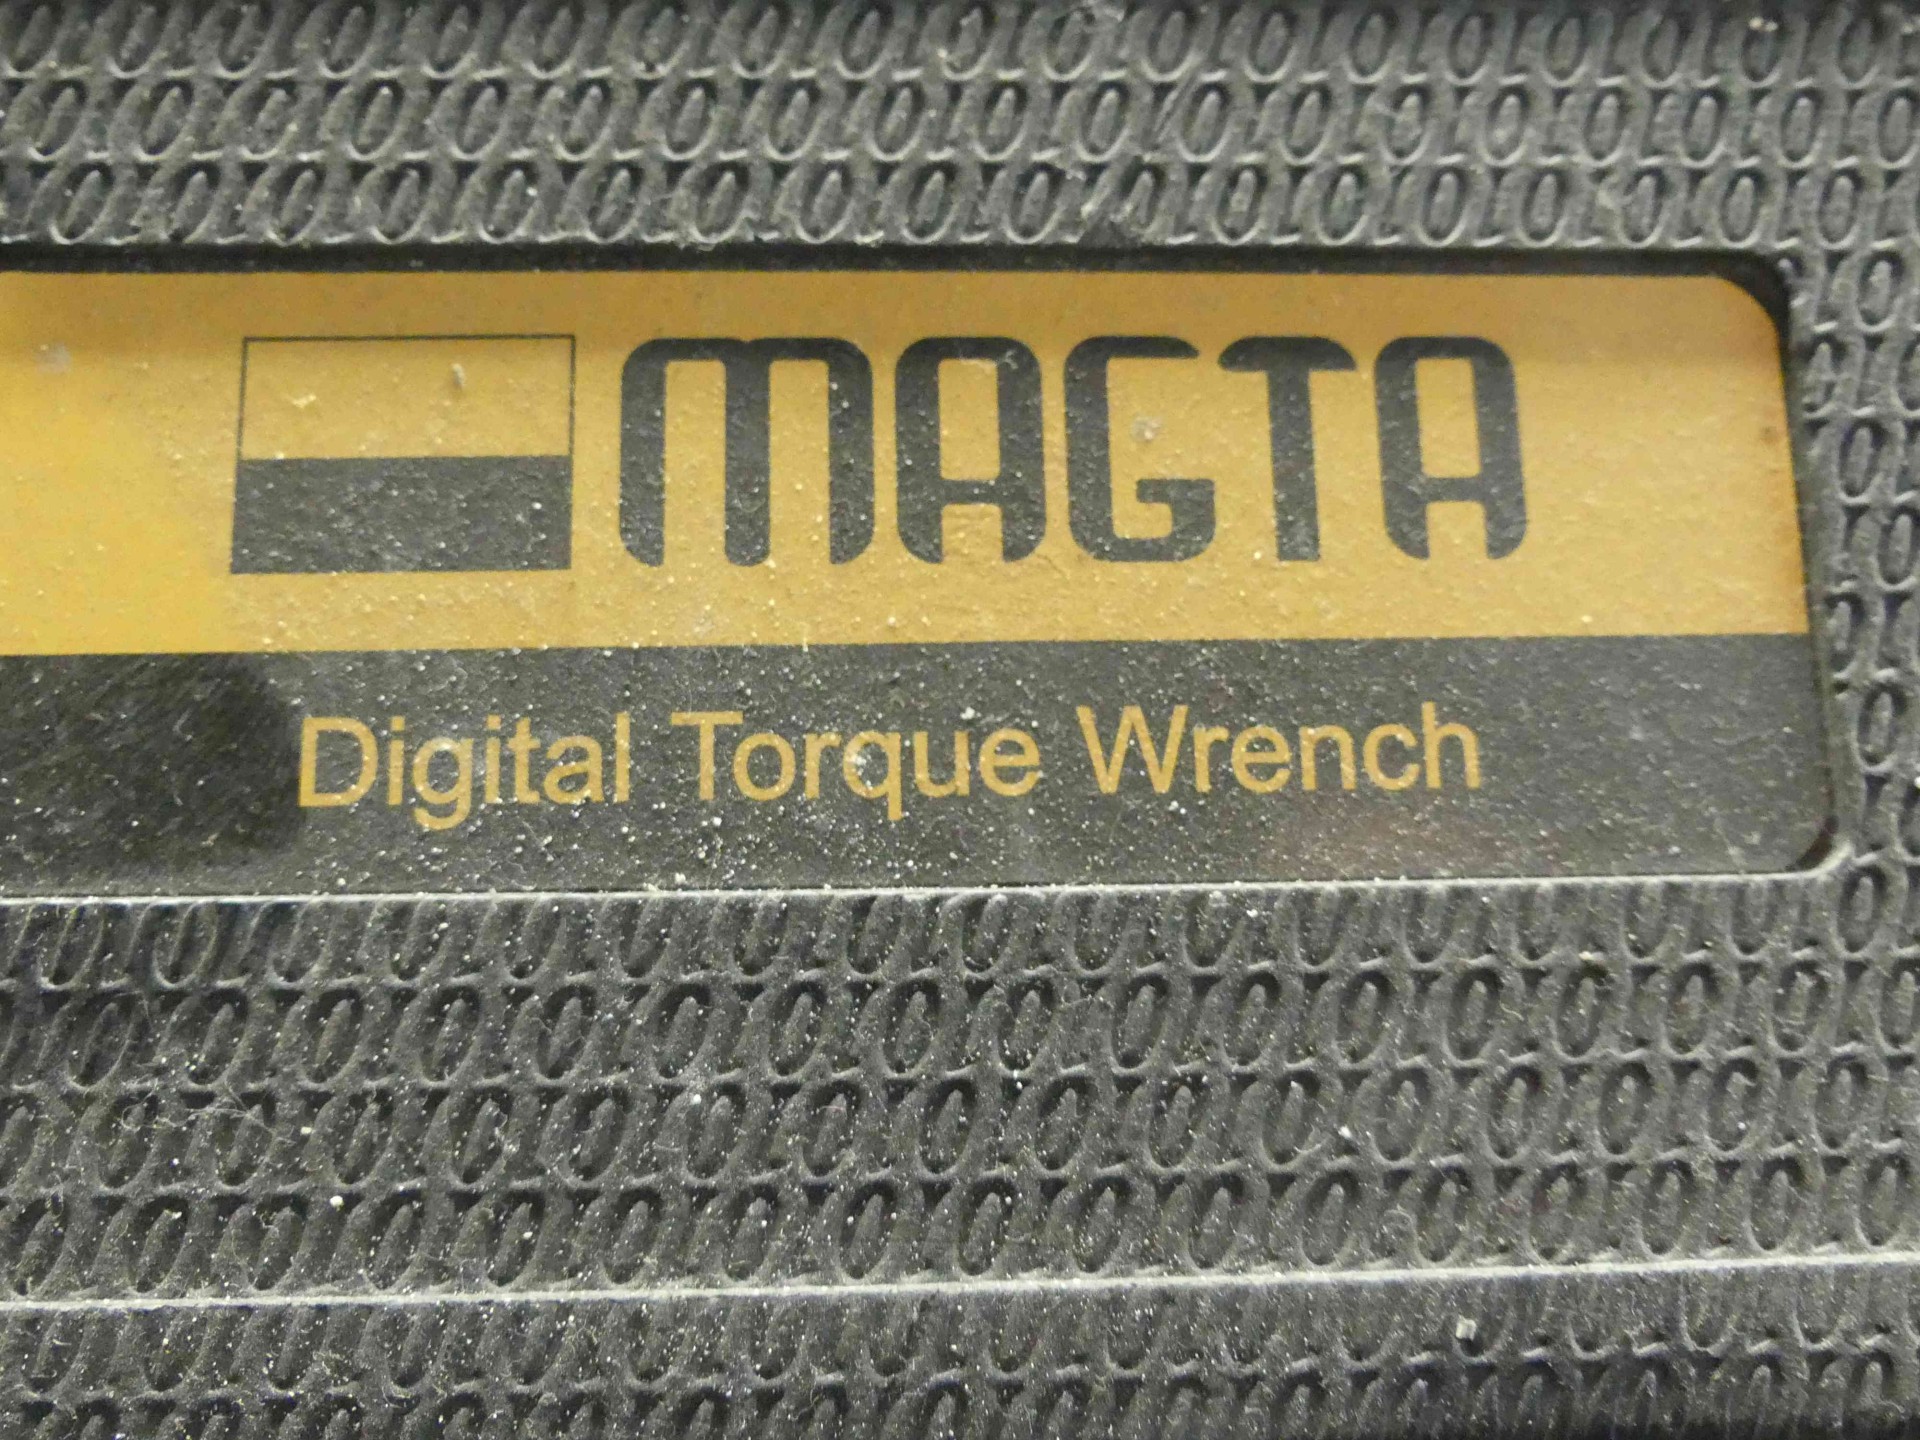 MAGTA
Digital Torque Wrench